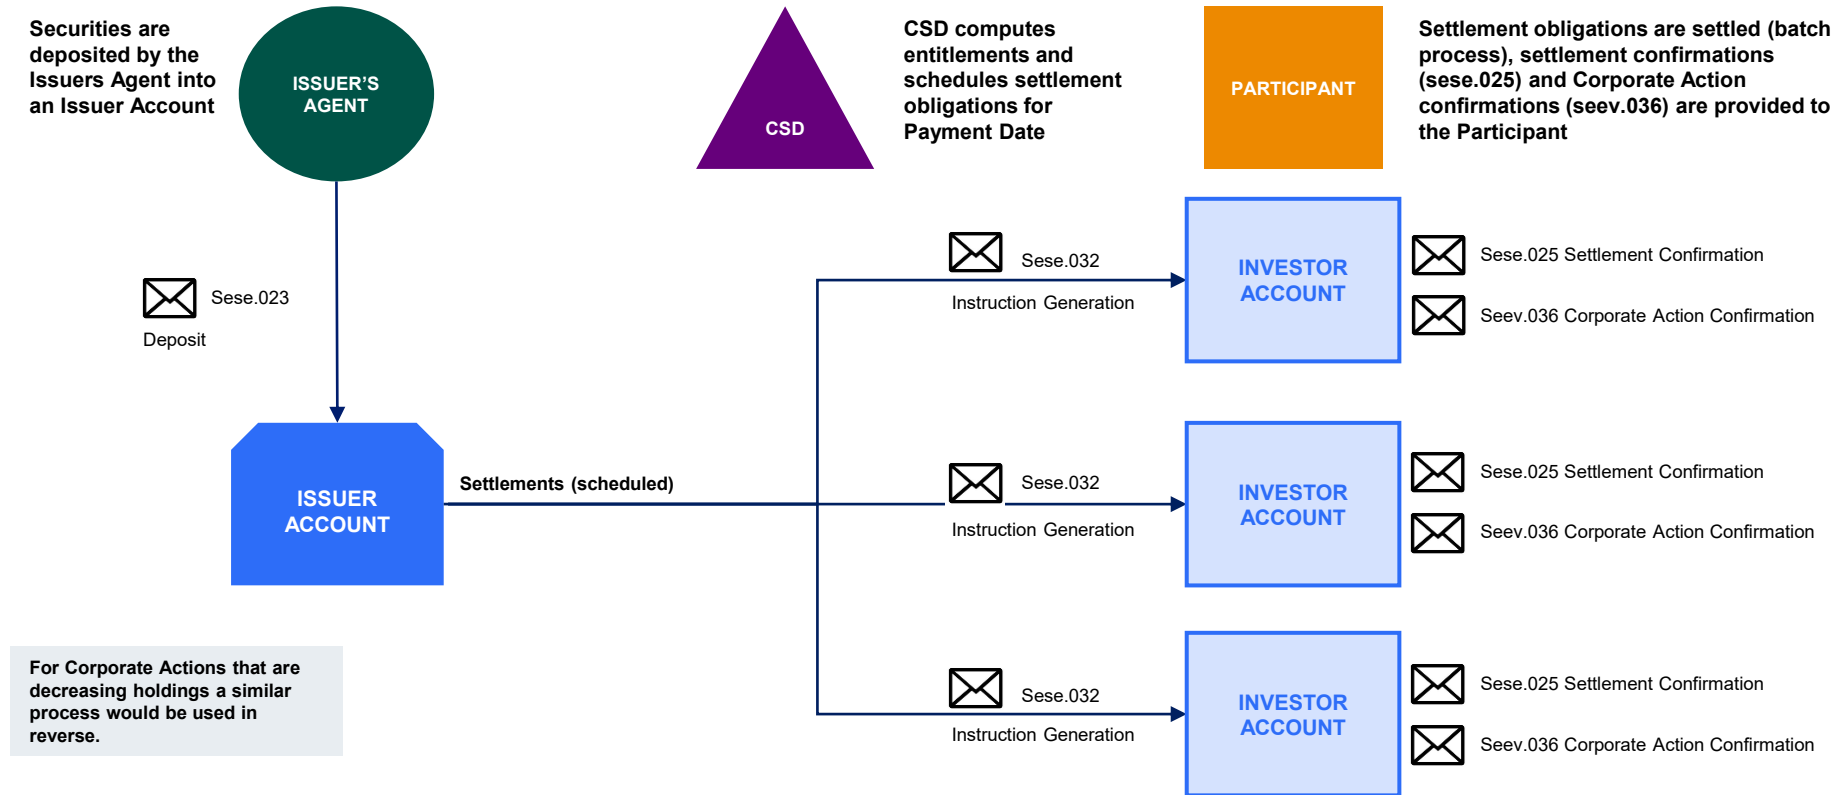 Securities are
deposited by the
Issuers Agent into
an Issuer Account
ISSUER'S
AGENT
CSD
CSD computes
entitlements and
schedules settlement
obligations for
Payment Date
PARTICIPANT
Settlement obligations are settled (batch
process), settlement confirmations
(sese.025) and Corporate Action
confirmations (seev.036) are provided to
the Participant
Sese.023
Deposit
Sese.032
Instruction Generation
INVESTOR
ACCOUNT
Sese.025 Settlement Confirmation
Seev.036 Corporate Action Confirmation
ISSUER
ACCOUNT
Settlements (scheduled)
Sese.032
Instruction Generation
INVESTOR
ACCOUNT
Sese.025 Settlement Confirmation
Seev.036 Corporate Action Confirmation
For Corporate Actions that are
decreasing holdings a similar
process would be used in
reverse.
Sese.032
Instruction Generation
INVESTOR
ACCOUNT
Sese.025 Settlement Confirmation
Seev.036 Corporate Action Confirmation